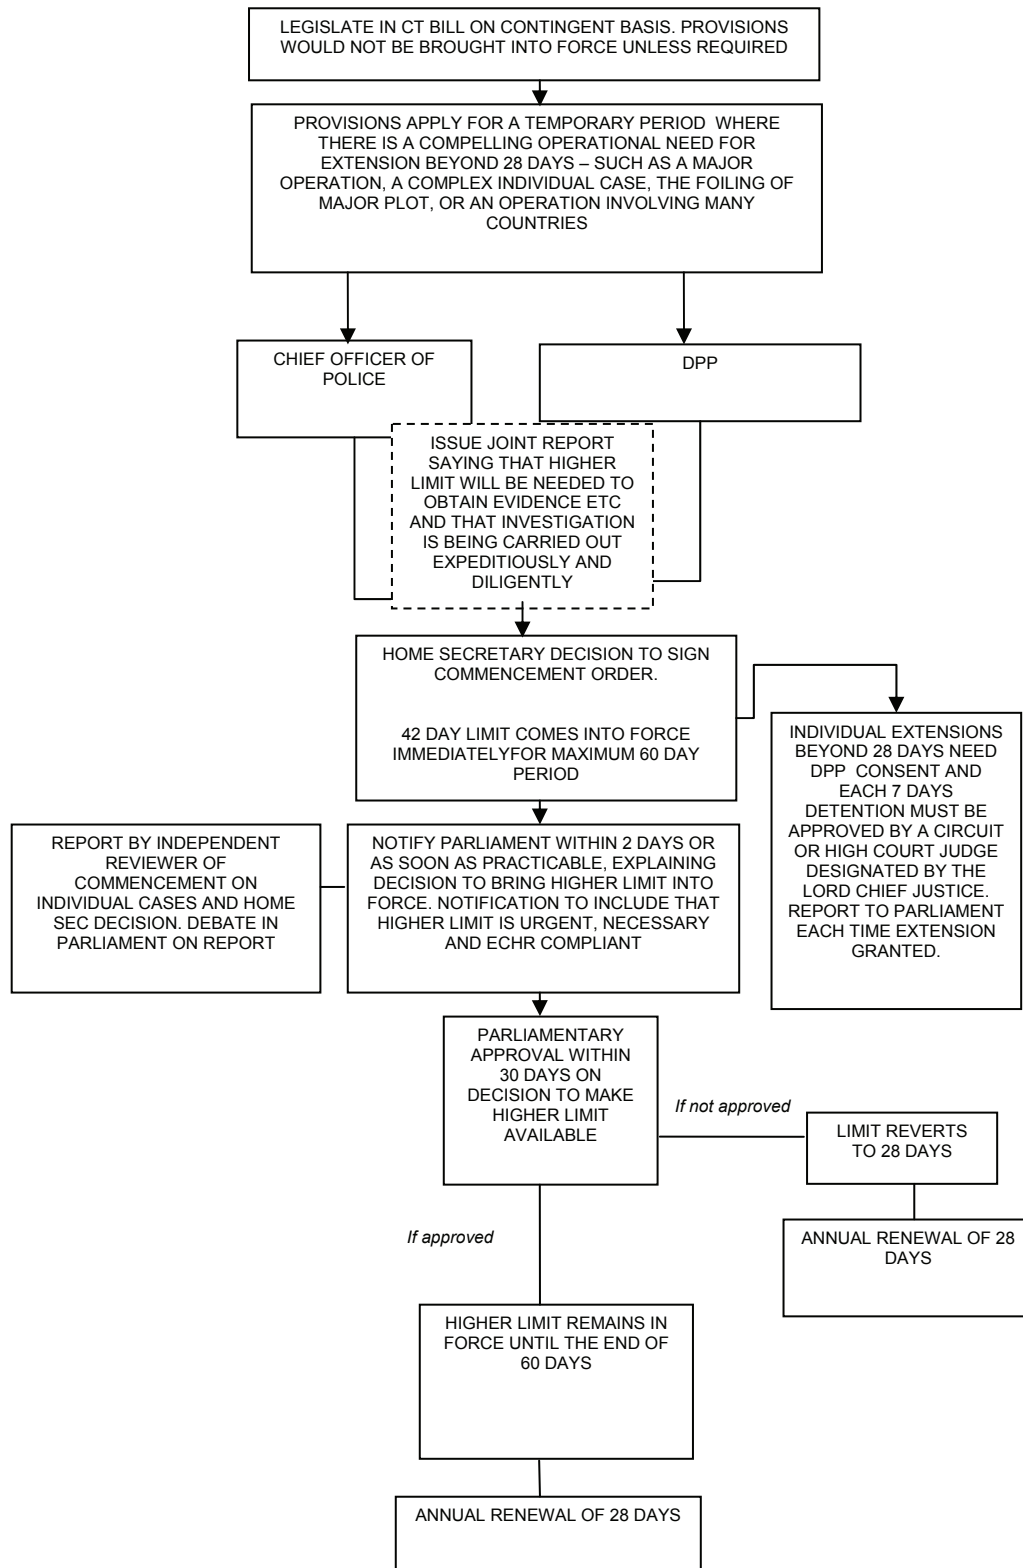 LEGISLATE IN CT BILL ON CONTINGENT BASIS. PROVISIONS
WOULD NOT BE BROUGHT INTO FORCE UNLESS REQUIRED
PROVISIONS APPLY FOR A TEMPORARY PERIOD WHERE
THERE IS A COMPELLING OPERATIONAL NEED FOR
EXTENSION BEYOND 28 DAYS – SUCH AS A MAJOR
OPERATION, A COMPLEX INDIVIDUAL CASE, THE FOILING OF
MAJOR PLOT, OR AN OPERATION INVOLVING MANY
COUNTRIES
CHIEF OFFICER OF
POLICE
DPP
ISSUE JOINT REPORT
SAYING THAT HIGHER
LIMIT WILL BE NEEDED TO
OBTAIN EVIDENCE ETC
AND THAT INVESTIGATION
IS BEING CARRIED OUT
EXPEDITIOUSLY AND
DILIGENTLY
HOME SECRETARY DECISION TO SIGN
COMMENCEMENT ORDER.
42 DAY LIMIT COMES INTO FORCE
IMMEDIATELYFOR MAXIMUM 60 DAY
PERIOD
INDIVIDUAL EXTENSIONS
BEYOND 28 DAYS NEED
DPP CONSENT AND
EACH 7 DAYS
DETENTION MUST BE
APPROVED BY A CIRCUIT
OR HIGH COURT JUDGE
DESIGNATED BY THE
LORD CHIEF JUSTICE.
REPORT TO PARLIAMENT
EACH TIME EXTENSION
GRANTED.
REPORT BY INDEPENDENT
REVIEWER OF
COMMENCEMENT ON
INDIVIDUAL CASES AND HOME
SEC DECISION. DEBATE IN
PARLIAMENT ON REPORT
NOTIFY PARLIAMENT WITHIN 2 DAYS OR
AS SOON AS PRACTICABLE, EXPLAINING
DECISION TO BRING HIGHER LIMIT INTO
FORCE. NOTIFICATION TO INCLUDE THAT
HIGHER LIMIT IS URGENT, NECESSARY
AND ECHR COMPLIANT
PARLIAMENTARY
APPROVAL WITHIN
30 DAYS ON
DECISION TO MAKE
HIGHER LIMIT
AVAILABLE
If not approved
LIMIT REVERTS
TO 28 DAYS
ANNUAL RENEWAL OF 28
DAYS
If approved
HIGHER LIMIT REMAINS IN
FORCE UNTIL THE END OF
60 DAYS
ANNUAL RENEWAL OF 28 DAYS